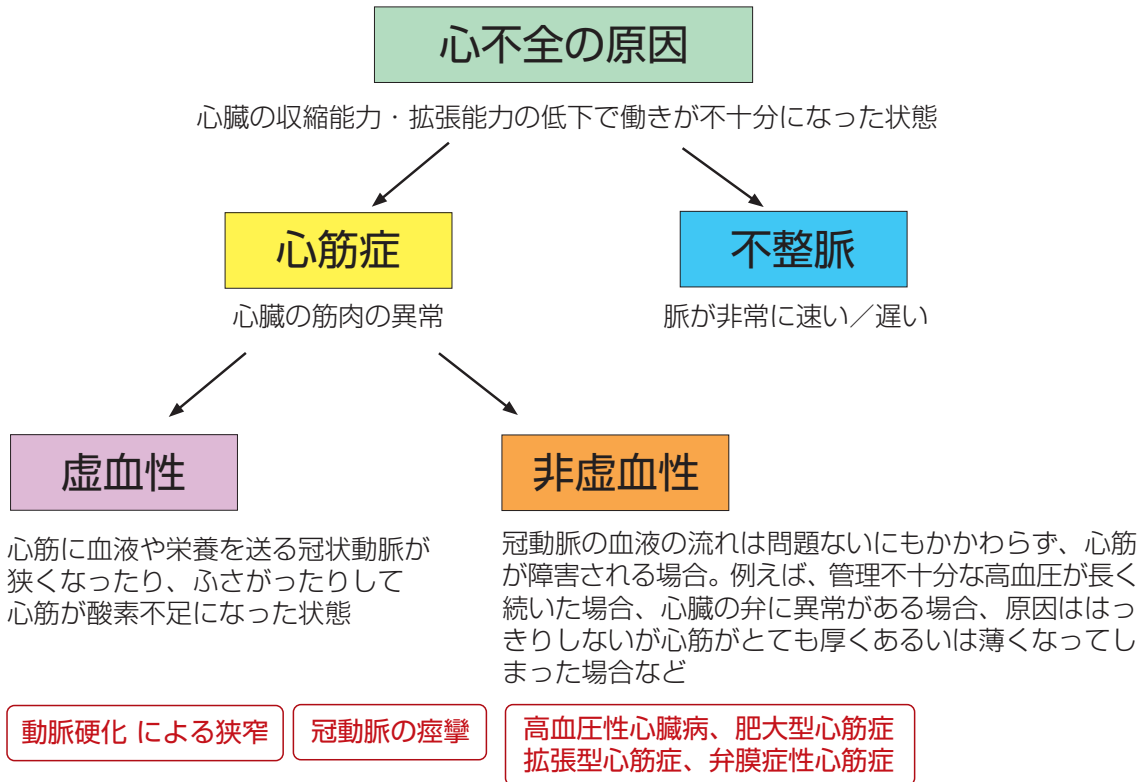 心不全の原因
心臓の収縮能力・拡張能力の低下で働きが不十分になった状態
心筋症
不整脈
心臓の筋肉の異常
脈が非常に速い／遅い
虚血性
非虚血性
心筋に血液や栄養を送る冠状動脈が
狭くなったり、ふさがったりして
心筋が酸素不足になった状態
冠動脈の血液の流れは問題ないにもかかわらず、心筋
が障害される場合。例えば、管理不十分な高血圧が長く
続いた場合、心臓の弁に異常がある場合、原因ははっ
きりしないが心筋がとても厚くあるいは薄くなってし
まった場合など
動脈硬化 による狭窄
冠動脈の痙攣
高血圧性心臓病、肥大型心筋症
拡張型心筋症、弁膜症性心筋症